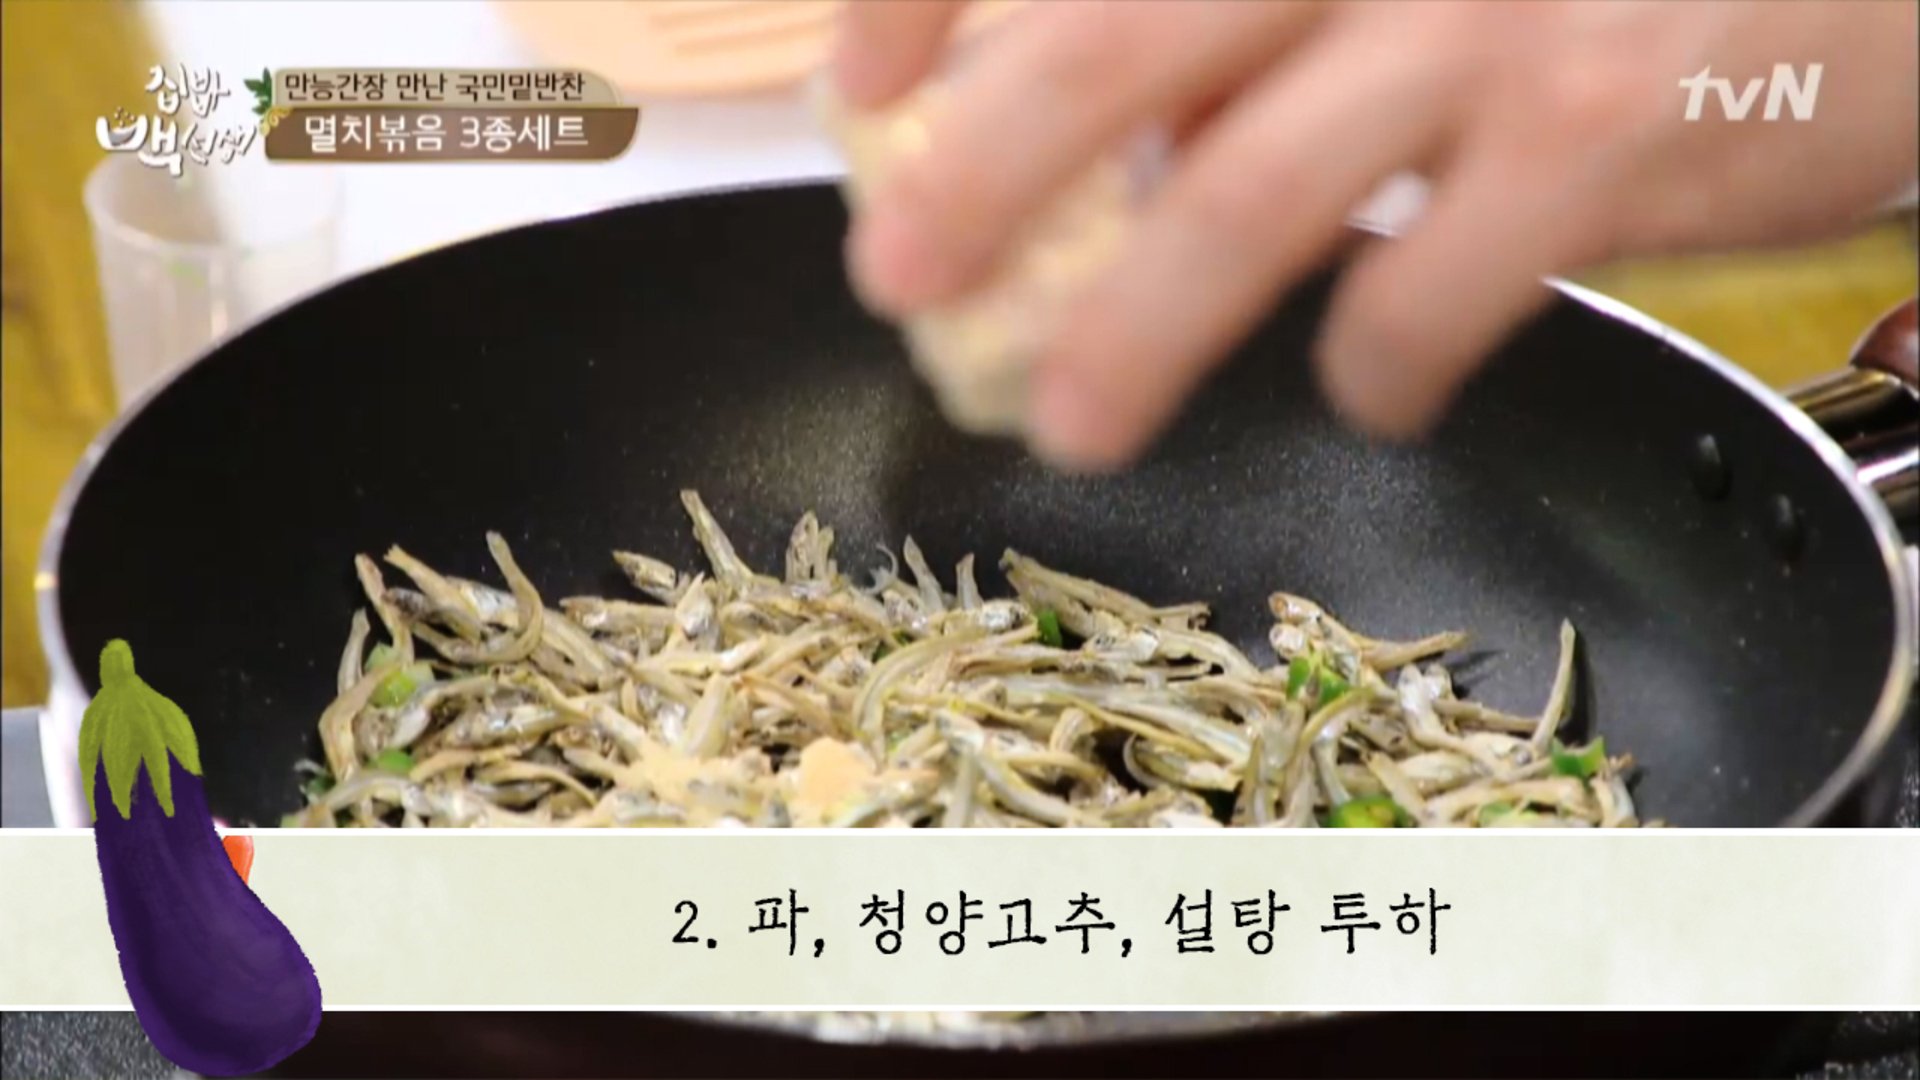 집밥
백선생
만능간장 만난 국민밑반찬
멸치볶음 3종세트
tvN
2. 파, 청양고추, 설탕 투하